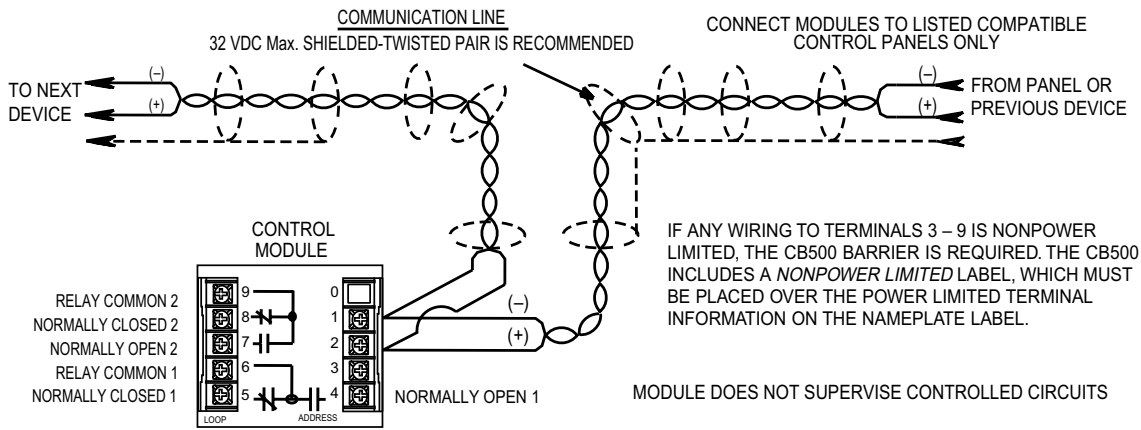 COMMUNICATION LINE
32 VDC Max. SHIELDED-TWISTED PAIR IS RECOMMENDED
CONNECT MODULES TO LISTED COMPATIBLE
CONTROL PANELS ONLY
TO NEXT
DEVICE
(–)
(+)
(–)
(+)
FROM PANEL OR
PREVIOUS DEVICE
CONTROL
MODULE
IF ANY WIRING TO TERMINALS 3 – 9 IS NONPOWER
LIMITED, THE CB500 BARRIER IS REQUIRED. THE CB500
INCLUDES A NONPOWER LIMITED LABEL, WHICH MUST
BE PLACED OVER THE POWER LIMITED TERMINAL
INFORMATION ON THE NAMEPLATE LABEL.
RELAY COMMON 2
NORMALLY CLOSED 2
NORMALLY OPEN 2
RELAY COMMON 1
NORMALLY CLOSED 1
9
8
7
6
5
0
1
2
3
4
LOOP
ADDRESS
(–)
(+)
NORMALLY OPEN 1
MODULE DOES NOT SUPERVISE CONTROLLED CIRCUITS